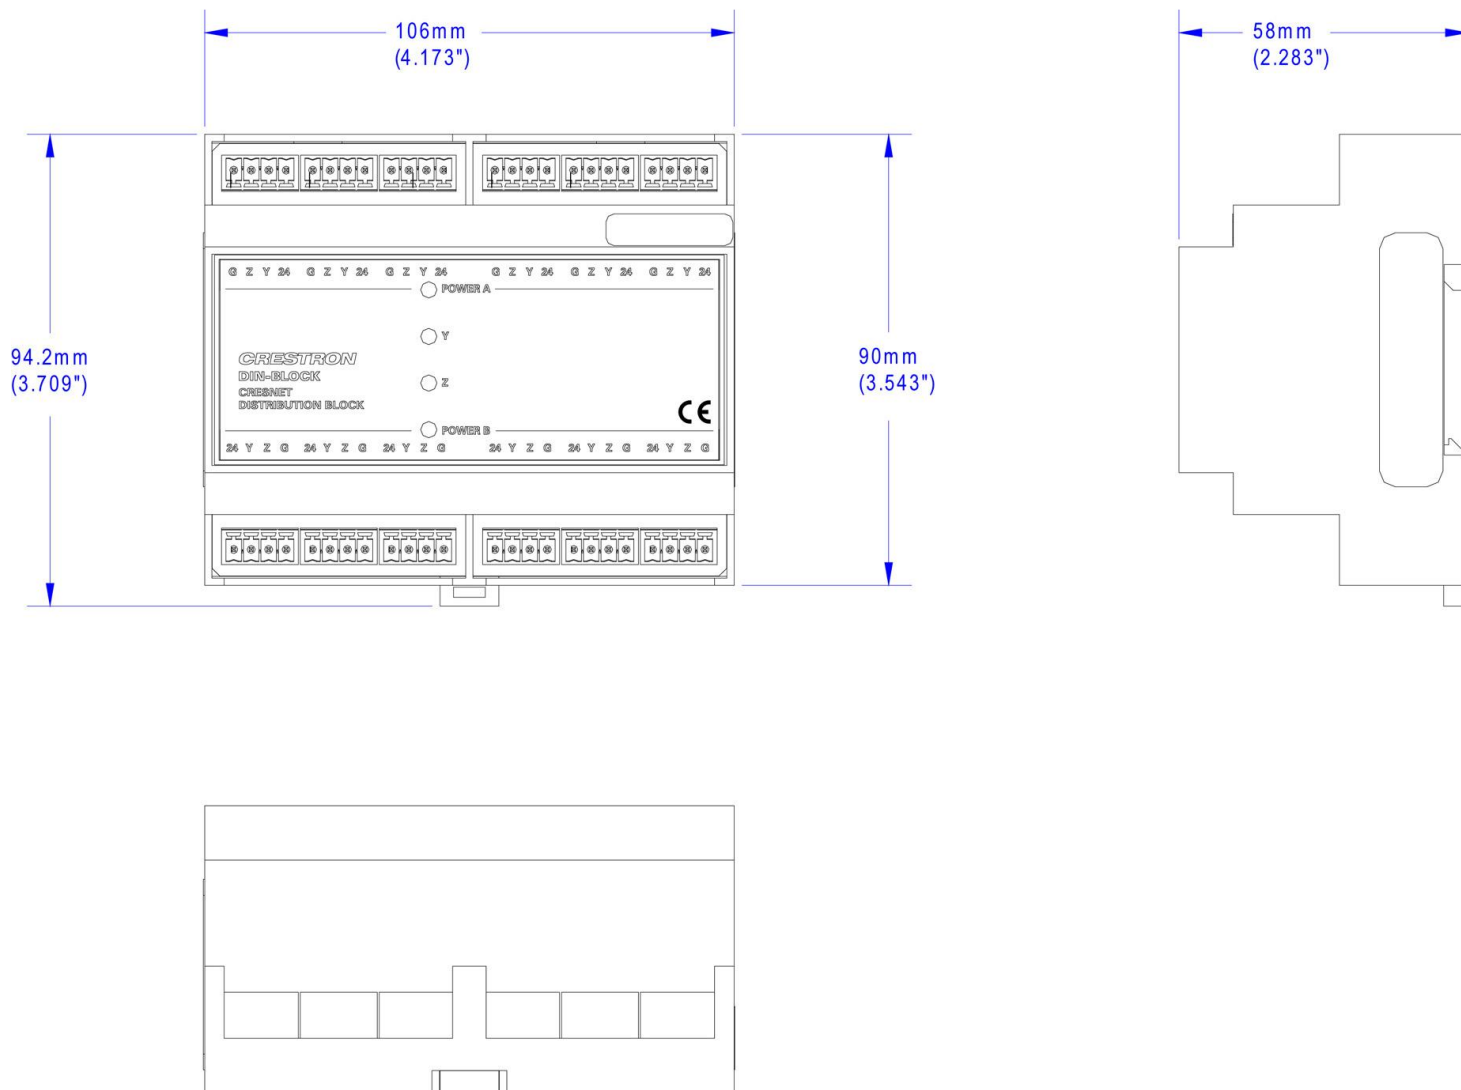 106mm
(4.173")
58mm
(2.283")
G Z Y 24 G Z Y 24 G Z Y 24 G Z Y 24 G Z Y 24 G Z Y 24
POWER A
Y
94.2mm
(3.709")
90mm
(3.543")
CRESTRON
DIN-BLOCK
CRESNET
DISTRIBUTION BLOCK
Z
CE
POWER B
24 Y Z G 24 Y Z G 24 Y Z G 24 Y Z G 24 Y Z G 24 Y Z G